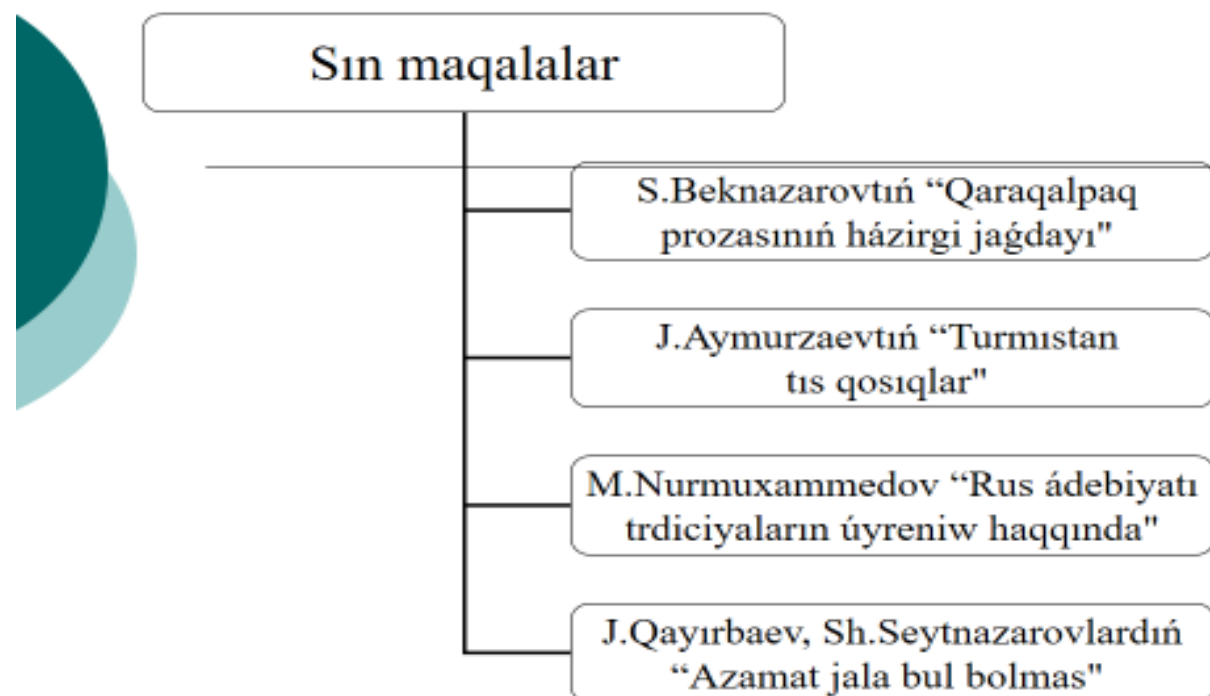 Sın maqalalar
S.Beknazarovtıń “Qaraqalpaq
prozasınıń házirgi jaǵdayı"
J.Aymurzaevtıń “Turmıstan
tıs qosıqlar"
M.Nurmuxammedov “Rus ádebiyatı
trdiciyaların úyreniw haqqında"
J.Qayırbaev, Sh.Seytnazarovlardıń
“Azamat jala bul bolmas"